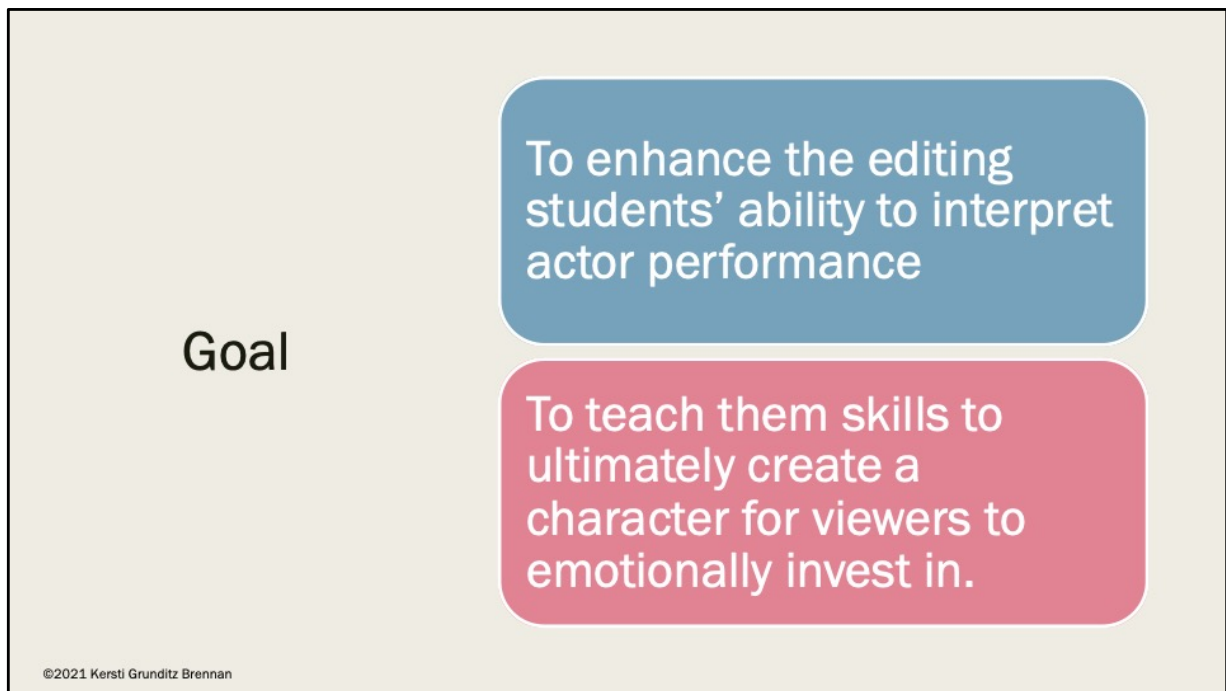 Goal
To enhance the editing
students’ ability to interpret
actor performance
To teach them skills to
ultimately create a
character for viewers to
emotionally invest in.
©2021 Kersti Grunditz Brennan